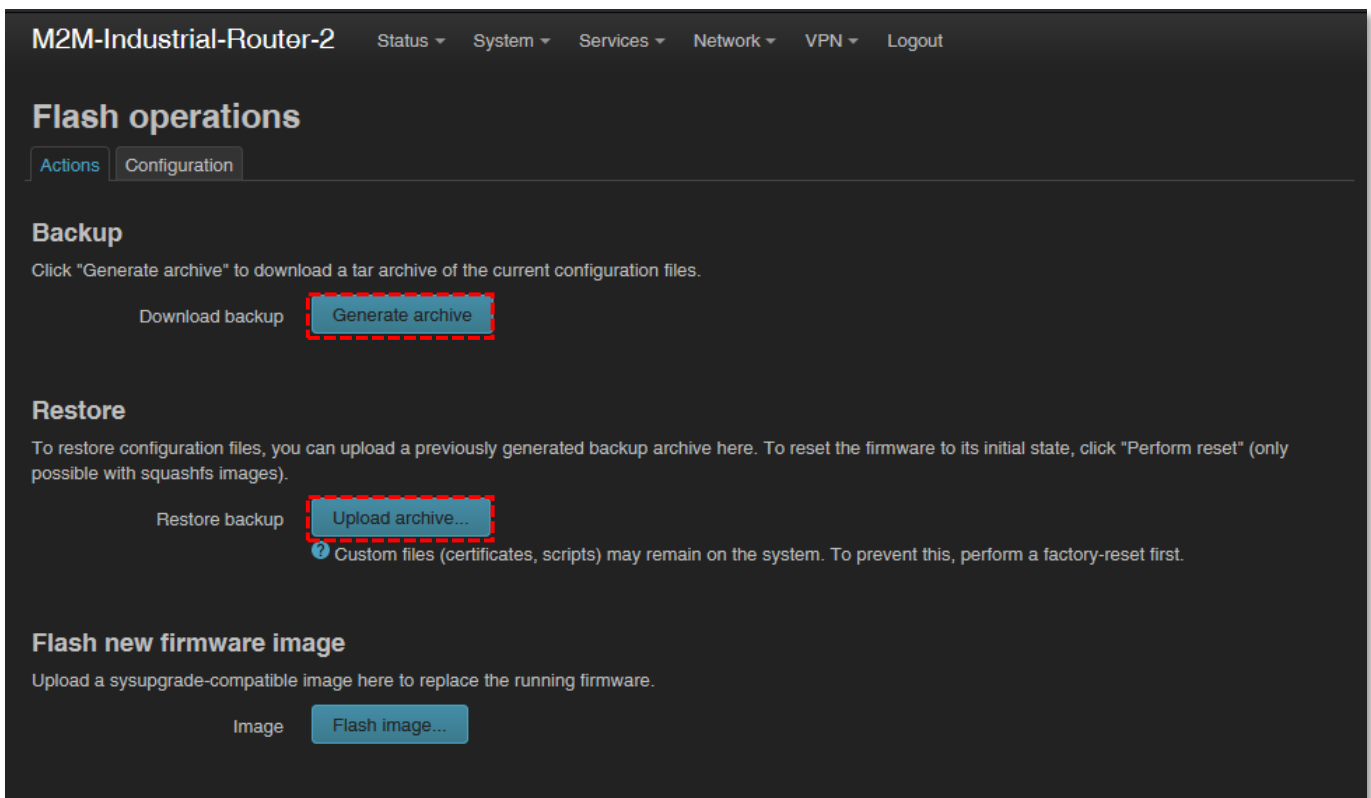 M2M-Industrial-Router-2 Status System Services Network VPN Logout
Flash operations
Actions Configuration
Backup
Click "Generate archive" to download a tar archive of the current configuration files.
Download backup Generate archive
Restore
To restore configuration files, you can upload a previously generated backup archive here. To reset the firmware to its initial state, click "Perform reset" (only
possible with squashfs images).
Restore backup Upload archive...
? Custom files (certificates, scripts) may remain on the system. To prevent this, perform a factory-reset first.
Flash new firmware image
Upload a sysupgrade-compatible image here to replace the running firmware.
Image Flash image...